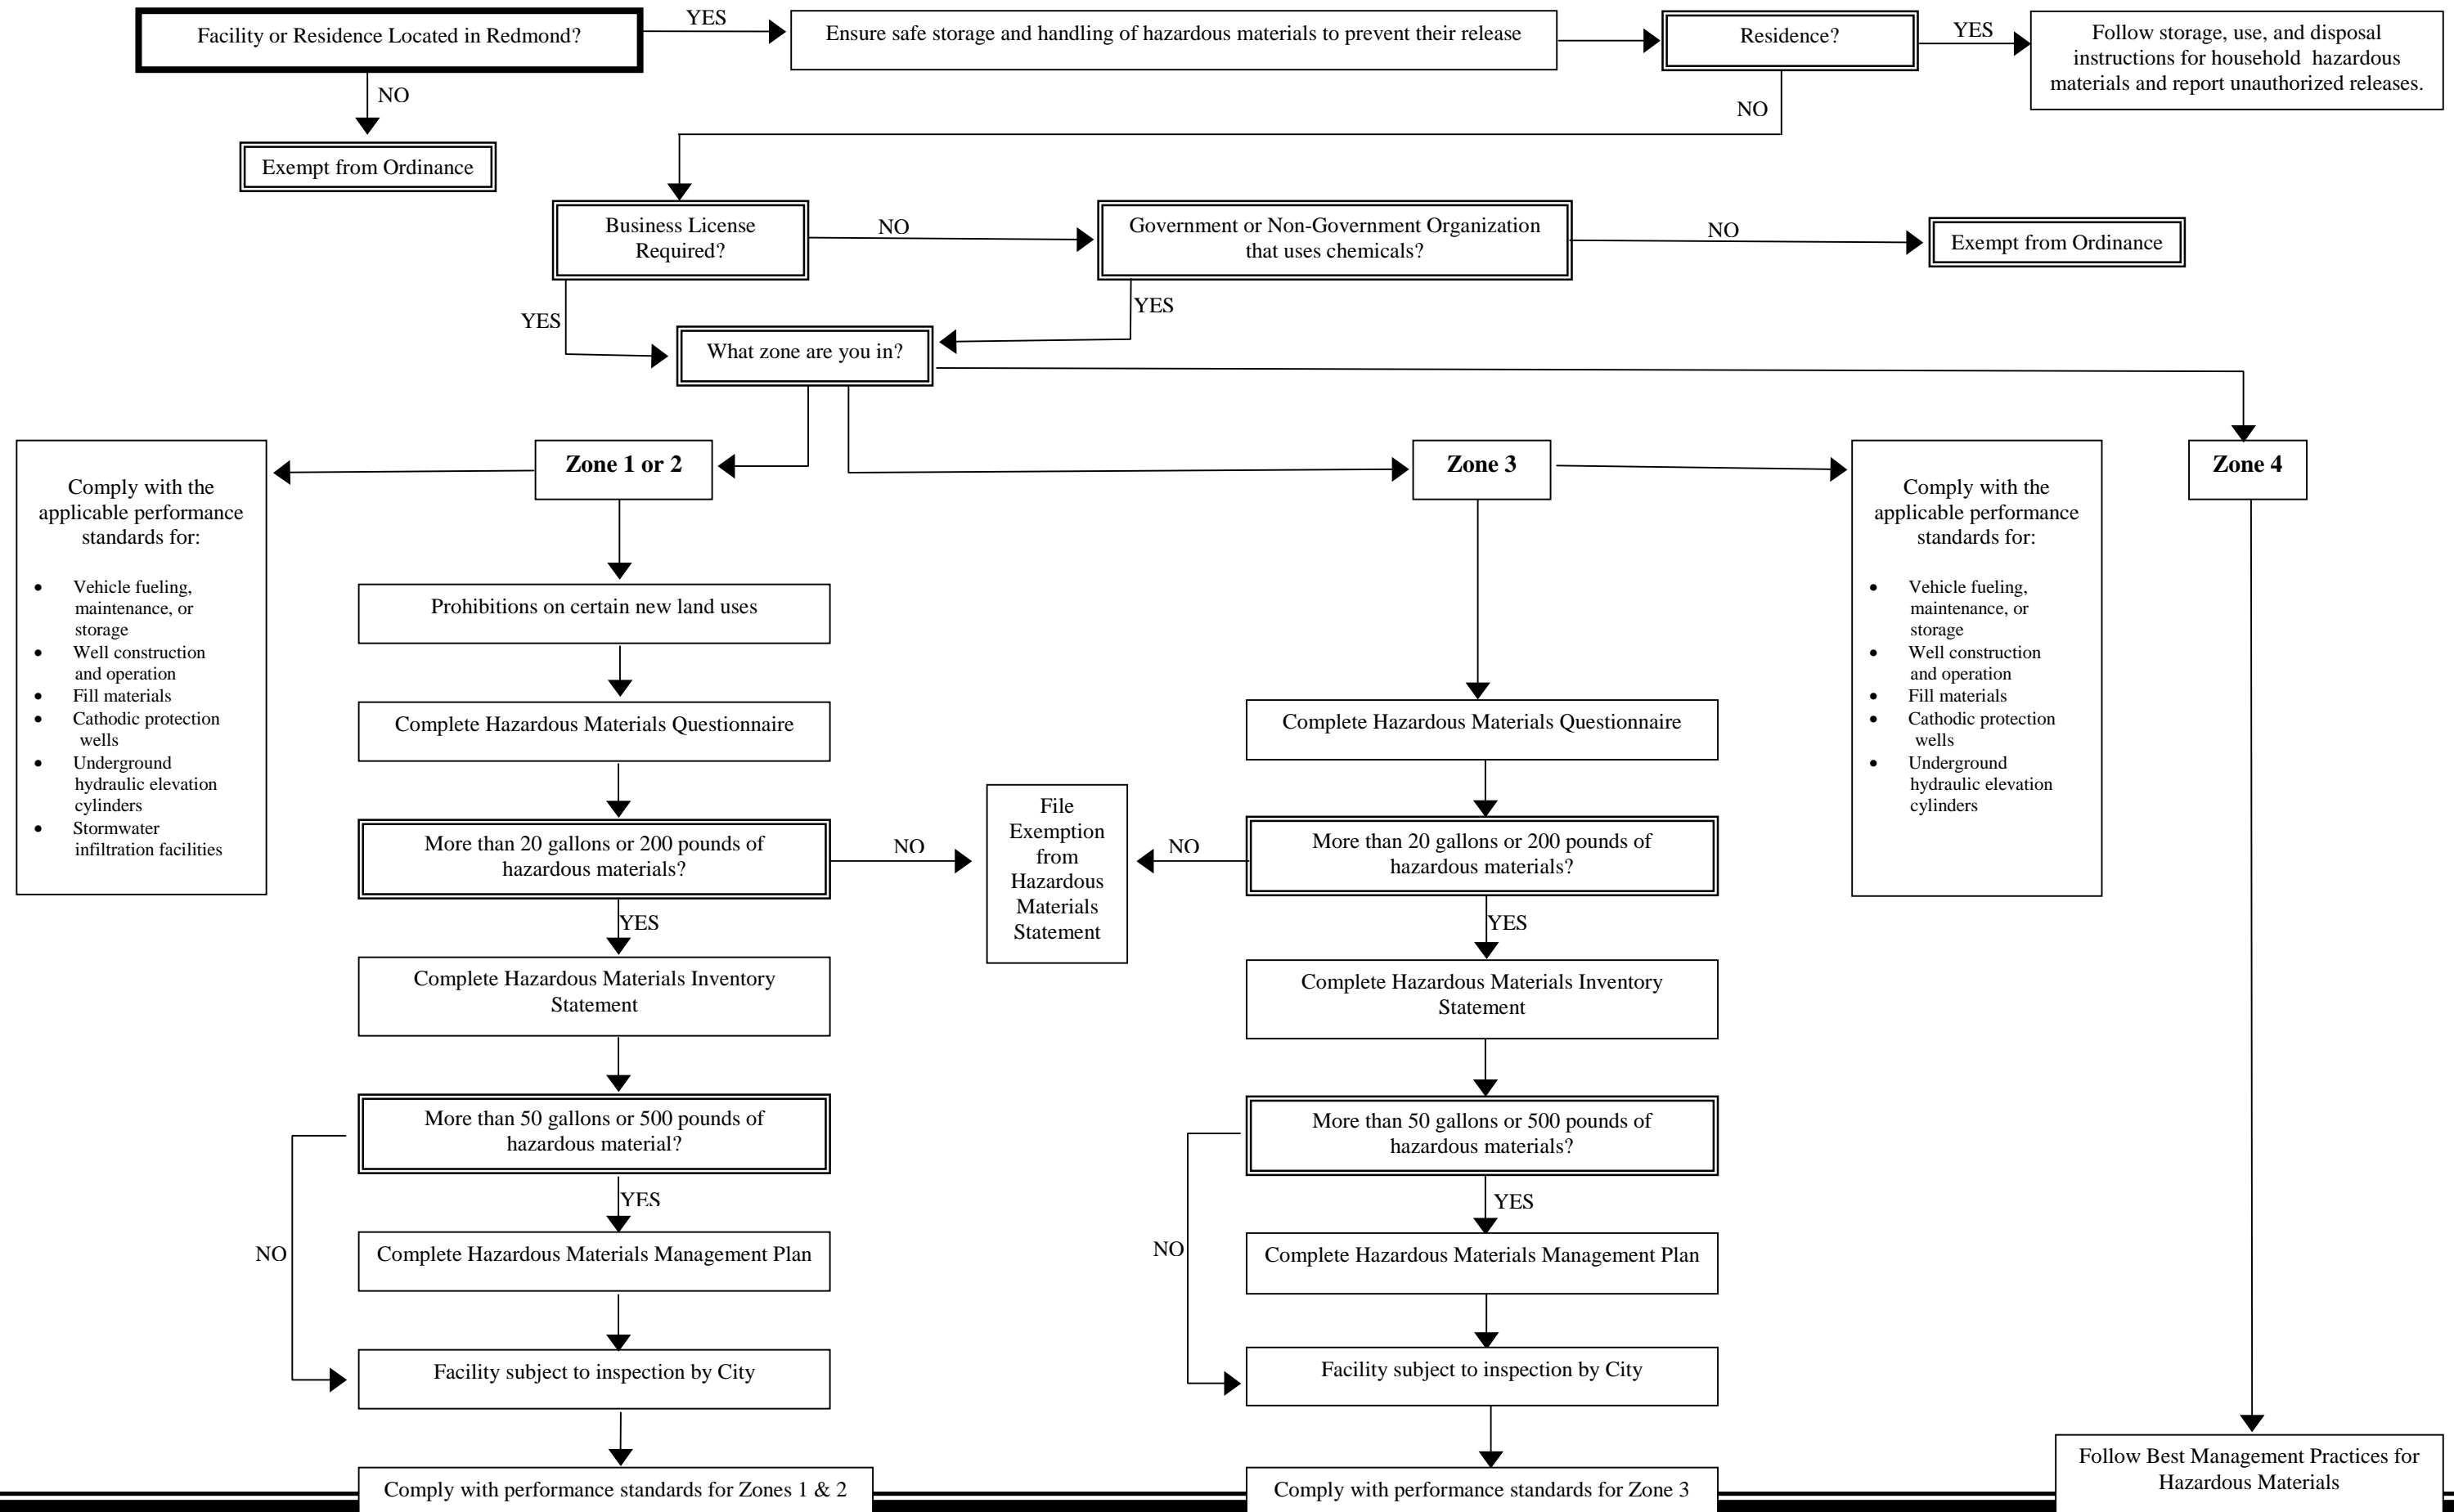 Facility or Residence Located in Redmond?
YES
Ensure safe storage and handling of hazardous materials to prevent their release
Residence?
YES
Follow storage, use, and disposal
instructions for household hazardous
materials and report unauthorized releases.
NO
NO
Exempt from Ordinance
Business License
Required?
NO
Government or Non-Government Organization
that uses chemicals?
NO
Exempt from Ordinance
YES
YES
What zone are you in?
Comply with the
applicable performance
standards for:
• Vehicle fueling,
maintenance, or
storage
• Well construction
and operation
• Fill materials
• Cathodic protection
wells
• Underground
hydraulic elevation
cylinders
• Stormwater
infiltration facilities
Zone 1 or 2
Prohibitions on certain new land uses
Complete Hazardous Materials Questionnaire
More than 20 gallons or 200 pounds of
hazardous materials?
NO
YES
Complete Hazardous Materials Inventory
Statement
More than 50 gallons or 500 pounds of
hazardous material?
YES
NO
Complete Hazardous Materials Management Plan
Facility subject to inspection by City
Comply with performance standards for Zones 1 & 2
File
Exemption
from
Hazardous
Materials
Statement
Zone 3
Complete Hazardous Materials Questionnaire
NO
More than 20 gallons or 200 pounds of
hazardous materials?
YES
Complete Hazardous Materials Inventory
Statement
More than 50 gallons or 500 pounds of
hazardous materials?
YES
NO
Complete Hazardous Materials Management Plan
Facility subject to inspection by City
Comply with performance standards for Zone 3
Comply with the
applicable performance
standards for:
• Vehicle fueling,
maintenance, or
storage
• Well construction
and operation
• Fill materials
• Cathodic protection
wells
• Underground
hydraulic elevation
cylinders
Zone 4
Follow Best Management Practices for
Hazardous Materials